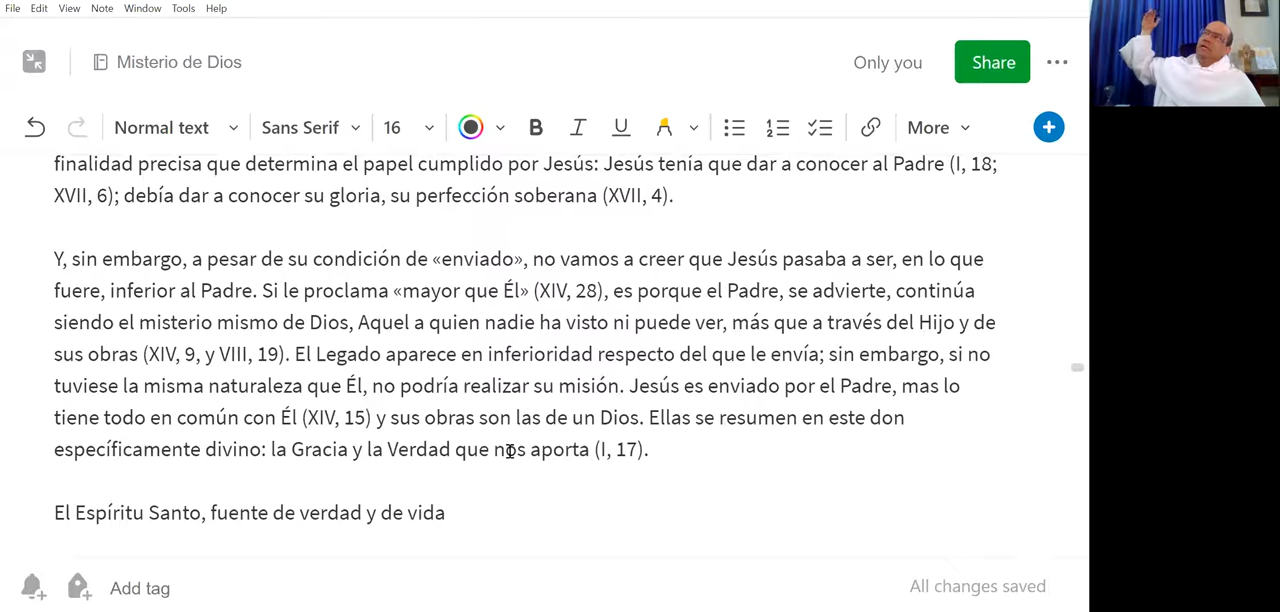 File Edit View Note Window Tools Help
Misterio de Dios
Only you
Share
Normal text
Sans Serif
16
B I U
More
finalidad precisa que determina el papel cumplido por Jesús: Jesús tenía que dar a conocer al Padre (I, 18;
XVII, 6); debía dar a conocer su gloria, su perfección soberana (XVII, 4).
Y, sin embargo, a pesar de su condición de «enviado», no vamos a creer que Jesús pasaba a ser, en lo que
fuere, inferior al Padre. Si le proclama «mayor que Él» (XIV, 28), es porque el Padre, se advierte, continúa
siendo el misterio mismo de Dios, Aquel a quien nadie ha visto ni puede ver, más que a través del Hijo y de
sus obras (XIV, 9, y VIII, 19). El Legado aparece en inferioridad respecto del que le envía; sin embargo, si no
tuviese la misma naturaleza que Él, no podría realizar su misión. Jesús es enviado por el Padre, mas lo
tiene todo en común con Él (XIV, 15) y sus obras son las de un Dios. Ellas se resumen en este don
específicamente divino: la Gracia y la Verdad que nos aporta (I, 17).
El Espíritu Santo, fuente de verdad y de vida
Add tag
All changes saved